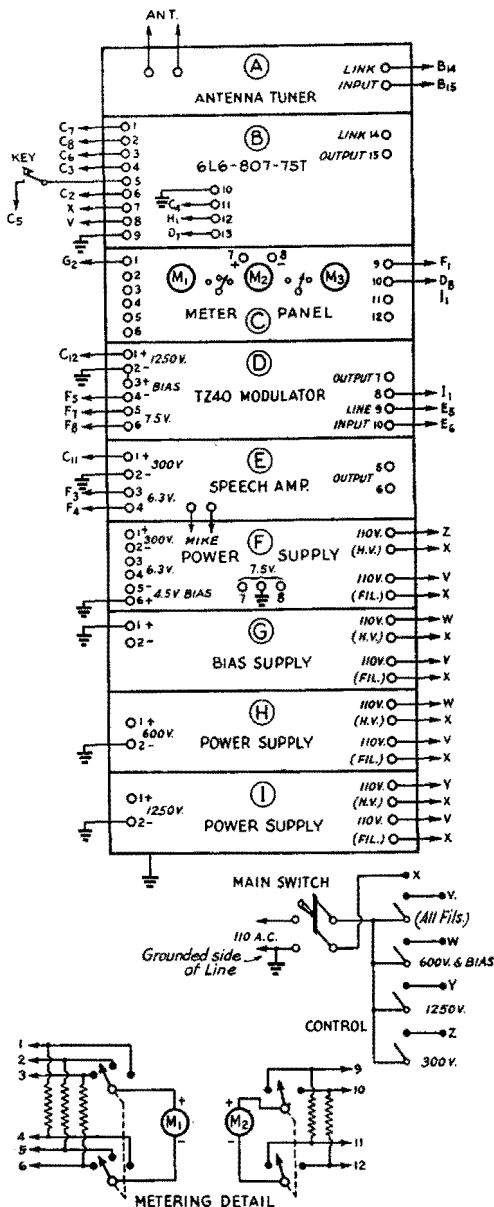 ANT.
A
ANTENNA TUNER
LINK B14
INPUT B15
B
6L6-807-75T
C7 1
C8 2
C6 3
C3 4
KEY 5
C5
C2 6
X 7
V 8
9
10
C4 11
H1 12
D7 13
LINK 14
OUTPUT 15
G2 1
2
3
4
5
6
7 8
+ -
M1 M2 M3
METER PANEL
C
9 F1
10 D8
11 I1
12
D
TZ40 MODULATOR
C12 1+ 1250V.
2-
3+ BIAS
F5 4-
F7 5 7.5V.
F8 6
OUTPUT 7
8 I1
LINE 9 E5
INPUT 10 E6
E
SPEECH AMP.
C11 1+ 300V
2-
F3 3 6.3V.
F4 4
OUTPUT 5
6
MIKE
F
POWER SUPPLY
1+ 300V.
2-
3 6.3V.
4
5- 4.5V. BIAS
6+
7.5V.
7 8
110V. Z
(H.V.) X
110V. V
(FIL.) X
G
BIAS SUPPLY
1+
2-
110V. W
(H.V.) X
110V. V
(FIL.) X
H
POWER SUPPLY
1+ 600V.
2-
110V. W
(H.V.) X
110V. V
(FIL.) X
I
POWER SUPPLY
1+ 1250V.
2-
110V. Y
(H.V.) X
110V. V
(FIL.) X
MAIN SWITCH
110 A.C.
Grounded side
of Line
X
V.
(All Fils.)
W
600V. & BIAS
Y
1250V.
Z
300V.
CONTROL
1
2
3
4
5
6
+
M1
-
+
M2
-
9
10
11
12
METERING DETAIL